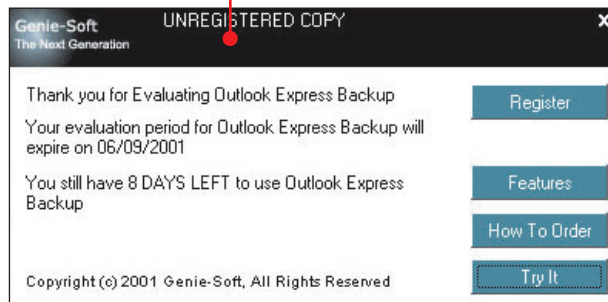 Genie-Soft
The Next Generation
UNREGISTERED COPY
X
Thank you for Evaluating Outlook Express Backup
Your evaluation period for Outlook Express Backup will
expire on 06/09/2001
You still have 8 DAYS LEFT to use Outlook Express
Backup
Copyright (c) 2001 Genie-Soft, All Rights Reserved
Register
Features
How To Order
Try It